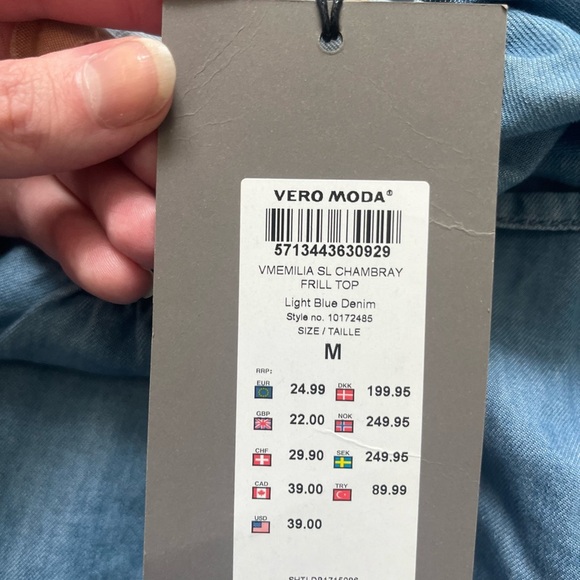 VERO MODA®
5713443630929
VMEMILIA SL CHAMBRAY
FRILL TOP
Light Blue Denim
Style no. 10172485
SIZE / TAILLE
M
RRP:
EUR 24.99 DKK 199.95
GBP 22.00 NOK 249.95
CHF 29.90 SEK 249.95
CAD 39.00 TRY 89.99
USD 39.00